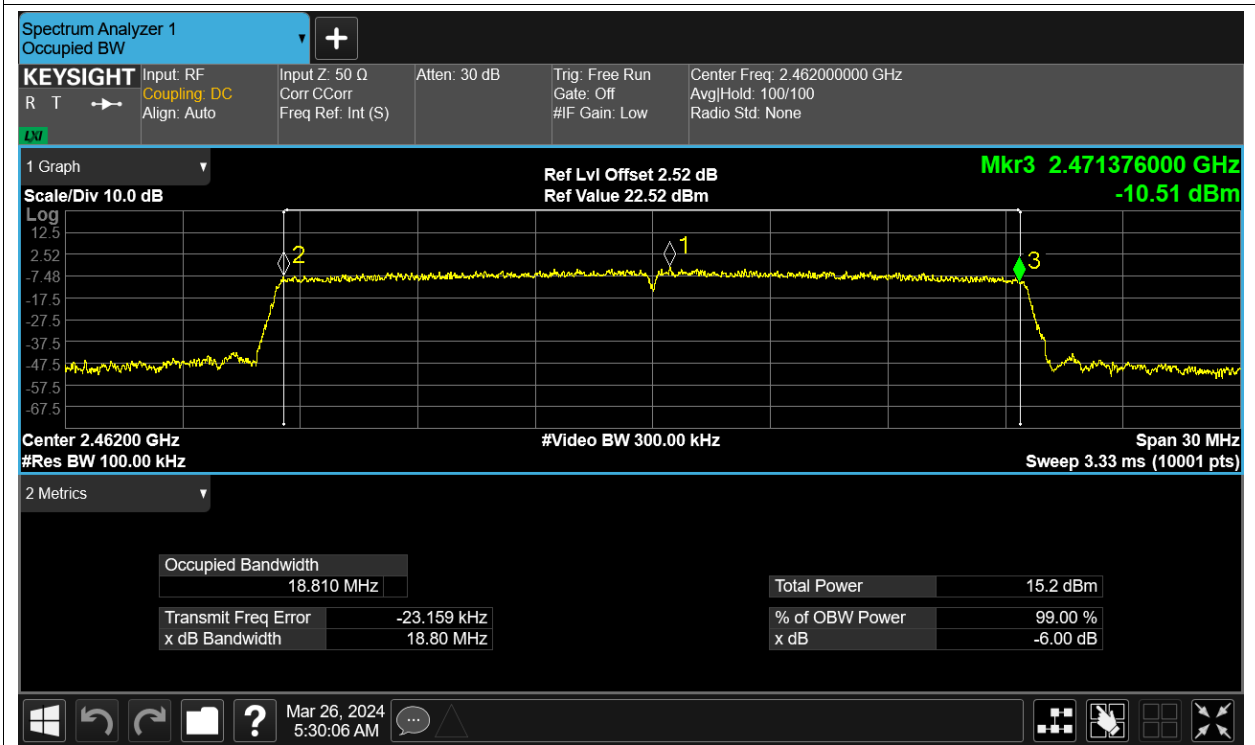 Spectrum Analyzer 1
Occupied BW
KEYSIGHT
R T
LXI
Input: RF
Coupling: DC
Align: Auto
Input Z: 50 Ω
Corr CCorr
Freq Ref: Int (S)
Atten: 30 dB
Trig: Free Run
Gate: Off
#IF Gain: Low
Center Freq: 2.462000000 GHz
Avg|Hold: 100/100
Radio Std: None
1 Graph
Scale/Div 10.0 dB
Ref Lvl Offset 2.52 dB
Ref Value 22.52 dBm
Mkr3 2.471376000 GHz
-10.51 dBm
Log
12.5
2.52
-7.48
-17.5
-27.5
-37.5
-47.5
-57.5
-67.5
2
1
3
Center 2.46200 GHz
#Res BW 100.00 kHz
#Video BW 300.00 kHz
Span 30 MHz
Sweep 3.33 ms (10001 pts)
2 Metrics
Occupied Bandwidth
18.810 MHz
Transmit Freq Error -23.159 kHz
x dB Bandwidth 18.80 MHz
Total Power 15.2 dBm
% of OBW Power 99.00 %
x dB -6.00 dB
?
Mar 26, 2024
5:30:06 AM